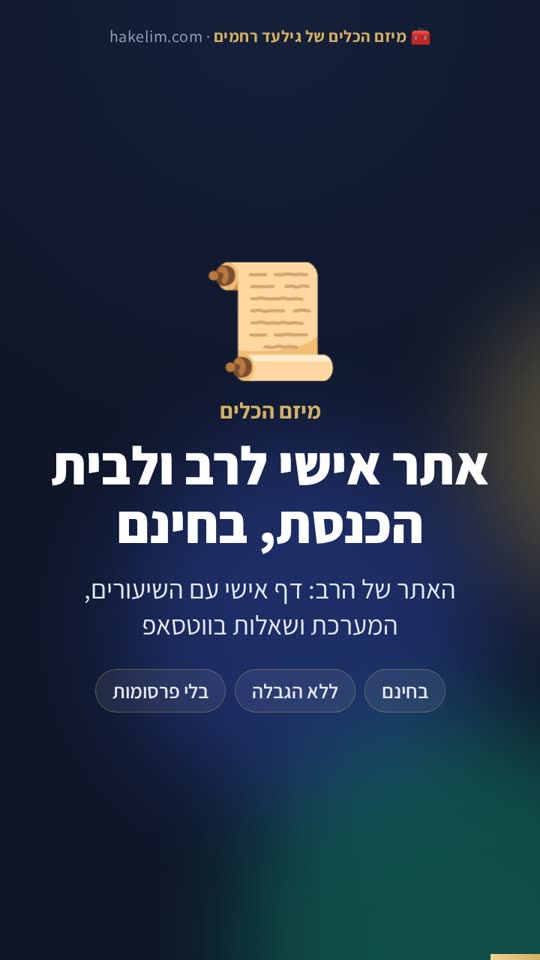 🧰 מיזם הכלים של גילעד רחמים · hakelim.com
מיזם הכלים
אתר אישי לרב ולבית
הכנסת, בחינם
האתר של הרב: דף אישי עם השיעורים,
המערכת ושאלות בווטסאפ
בחינם
ללא הגבלה
בלי פרסומות